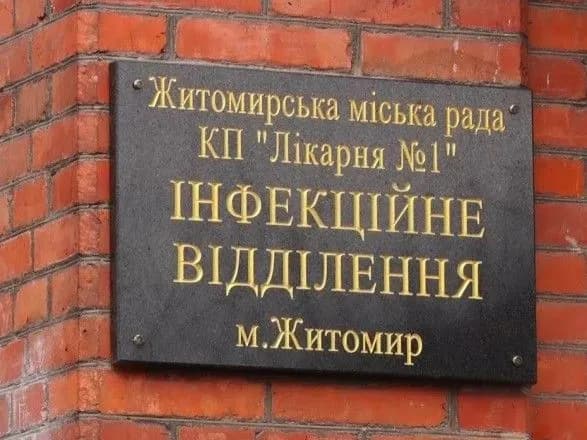 Житомирська міська рада
КП "Лікарня №1"
ІНФЕКЦІЙНЕ
ВІДДІЛЕННЯ
м.Житомир